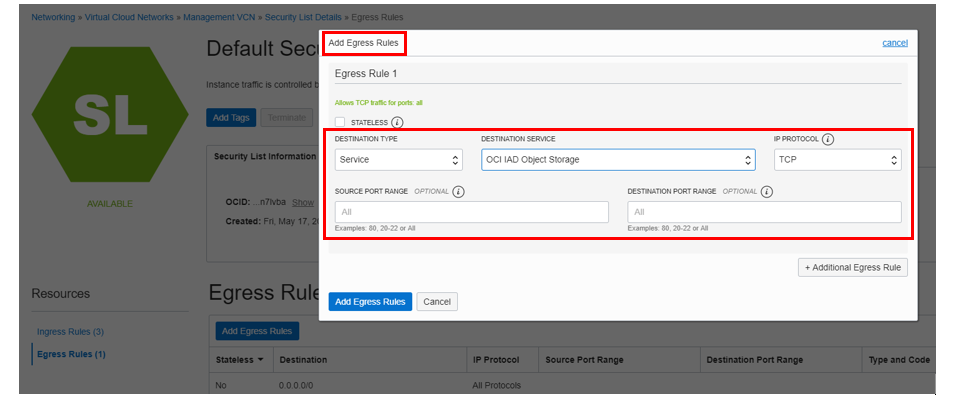 Networking » Virtual Cloud Networks » Management VCN » Security List Details » Egress Rules
SL
AVAILABLE
Default Secu
Instance traffic is controlled b
Add Tags
Terminate
Security List Information
OCID: ...n7lvba Show
Created: Fri, May 17, 20
Add Egress Rules
cancel
Egress Rule 1
Allows TCP traffic for ports: all
STATELESS i
DESTINATION TYPE DESTINATION SERVICE IP PROTOCOL i
Service OCI IAD Object Storage TCP
SOURCE PORT RANGE OPTIONAL i DESTINATION PORT RANGE OPTIONAL i
All All
Examples: 80, 20-22 or All Examples: 80, 20-22 or All
+ Additional Egress Rule
Add Egress Rules Cancel
Resources
Ingress Rules (3)
Egress Rules (1)
Egress Rule
Add Egress Rules
Stateless Destination IP Protocol Source Port Range Destination Port Range Type and Code
No 0.0.0.0/0 All Protocols